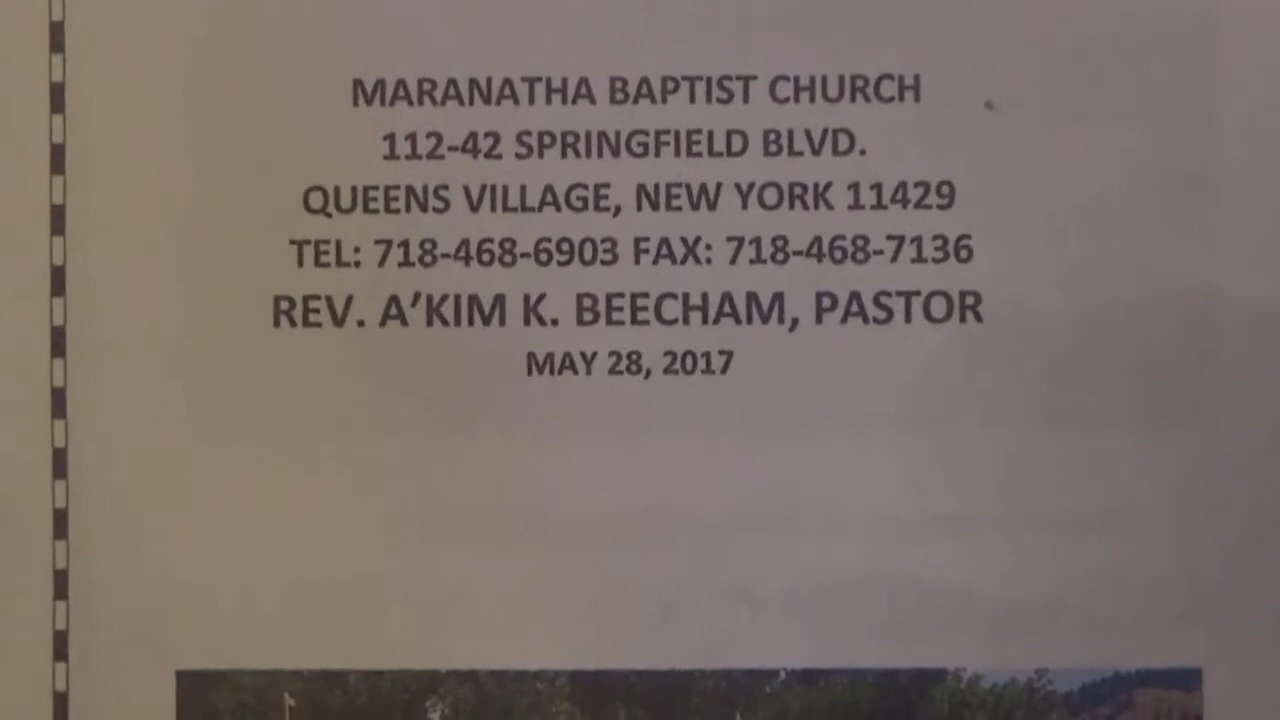 MARANATHA BAPTIST CHURCH
112-42 SPRINGFIELD BLVD.
QUEENS VILLAGE, NEW YORK 11429
TEL: 718-468-6903 FAX: 718-468-7136
REV. A’KIM K. BEECHAM, PASTOR
MAY 28, 2017